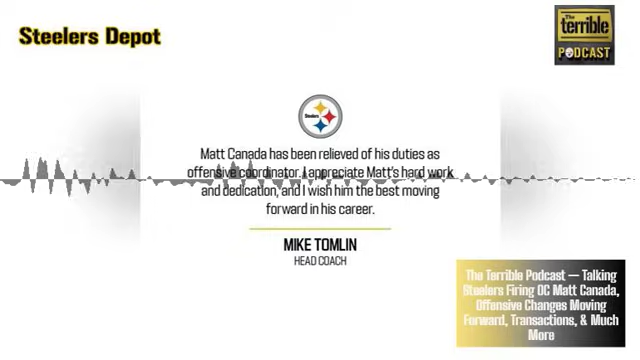 Steelers Depot
The
terrible
PODCAST
Steelers
Matt Canada has been relieved of his duties as
offensive coordinator. I appreciate Matt's hard work
and dedication, and I wish him the best moving
forward in his career.
MIKE TOMLIN
HEAD COACH
The Terrible Podcast — Talking
Steelers Firing OC Matt Canada,
Offensive Changes Moving
Forward, Transactions, & Much
More